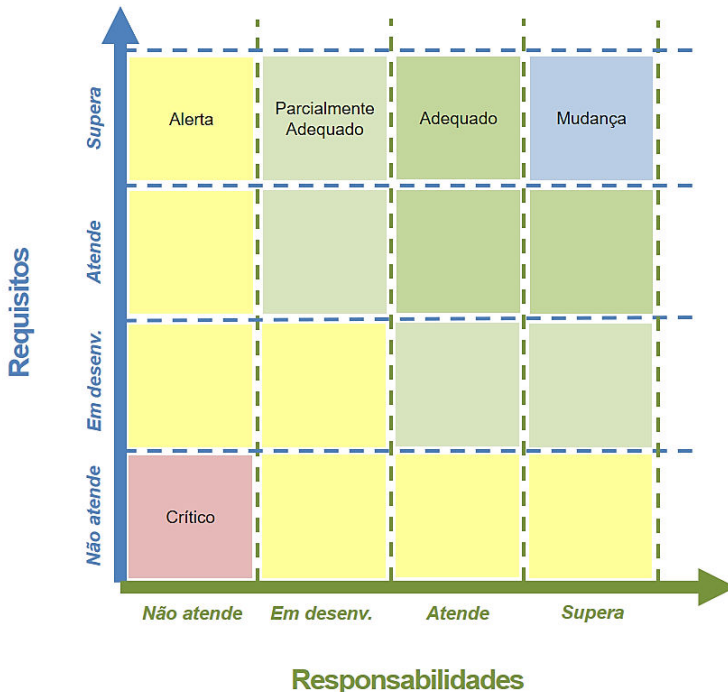 Requisitos
Supera
Atende
Em desenv.
Não atende
Alerta
Parcialmente
Adequado
Adequado
Mudança
Crítico
Não atende
Em desenv.
Atende
Supera
Responsabilidades